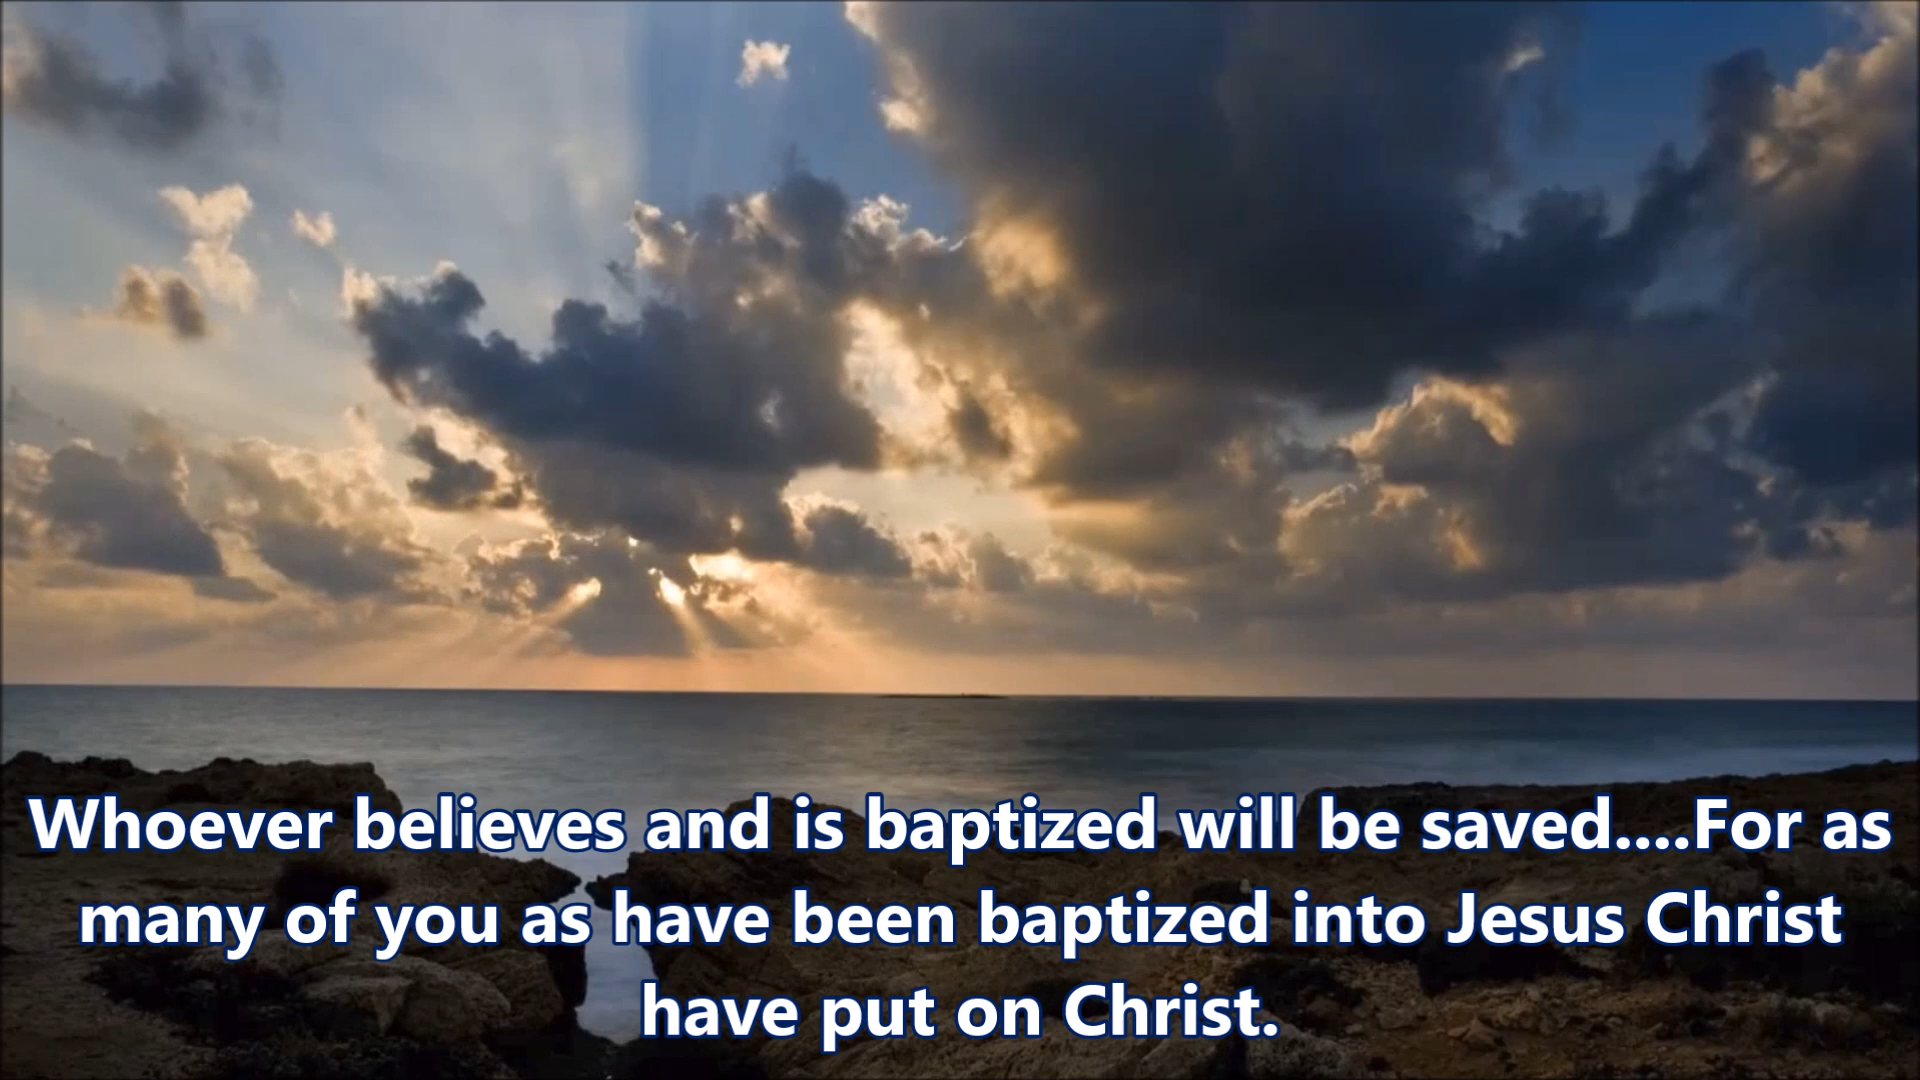 Whoever believes and is baptized will be saved....For as
many of you as have been baptized into Jesus Christ
have put on Christ.